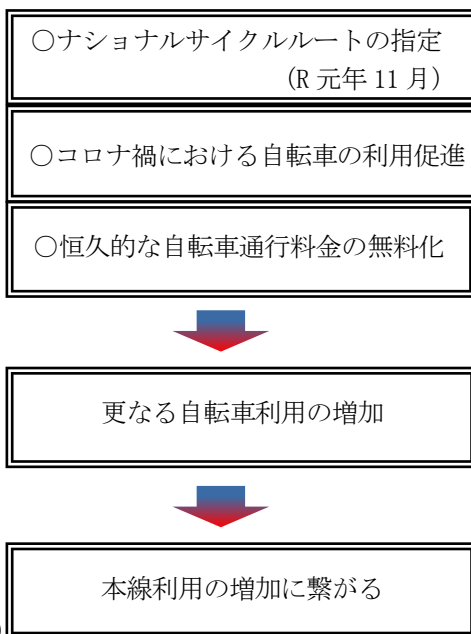 ○ナショナルサイクルルートの指定
(R 元年 11 月)
○コロナ禍における自転車の利用促進
○恒久的な自転車通行料金の無料化
更なる自転車利用の増加
本線利用の増加に繋がる